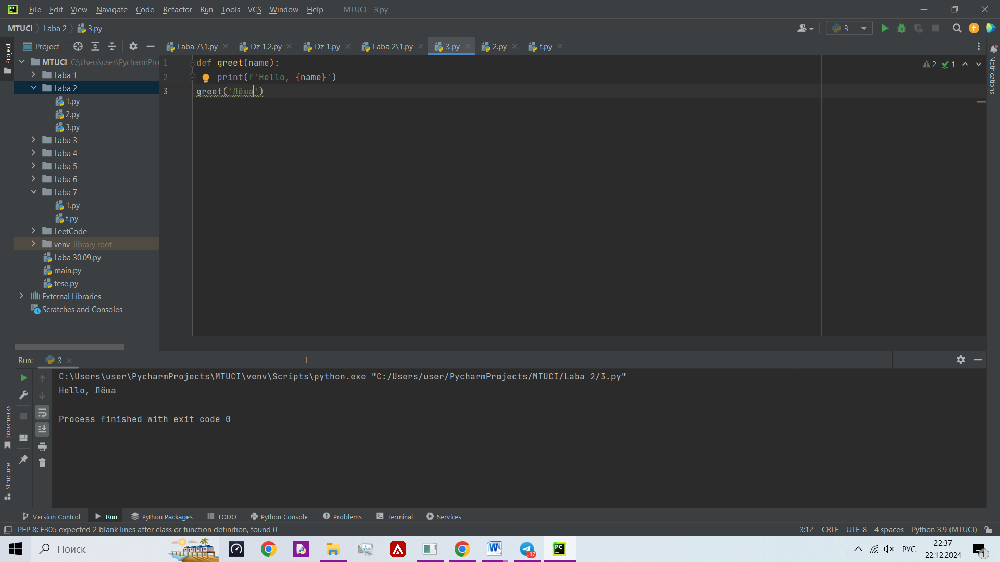 File Edit View Navigate Code Refactor Run Tools VCS Window Help MTUCI - 3.py
MTUCI Laba 2 3.py
3
Project
Laba 7\1.py Dz 1.2.py Dz 1.py Laba 2\1.py 3.py 2.py t.py
Project
Notifications
MTUCI C:\Users\user\PycharmPro
Laba 1
Laba 2
1.py
2.py
3.py
Laba 3
Laba 4
Laba 5
Laba 6
Laba 7
1.py
t.py
LeetCode
venv library root
Laba 30.09.py
main.py
tese.py
External Libraries
Scratches and Consoles
1 def greet(name):
2 print(f'Hello, {name}')
3 greet('Лёша')
2 1
Run: 3
C:\Users\user\PycharmProjects\MTUCI\venv\Scripts\python.exe "C:/Users/user/PycharmProjects/MTUCI/Laba 2/3.py"
Hello, Лёша
Process finished with exit code 0
Bookmarks
Structure
Version Control Run Python Packages TODO Python Console Problems Terminal Services
PEP 8: E305 expected 2 blank lines after class or function definition, found 0
3:12 CRLF UTF-8 4 spaces Python 3.9 (MTUCI)
Поиск
..37
PC
РУС
22:37
22.12.2024
1